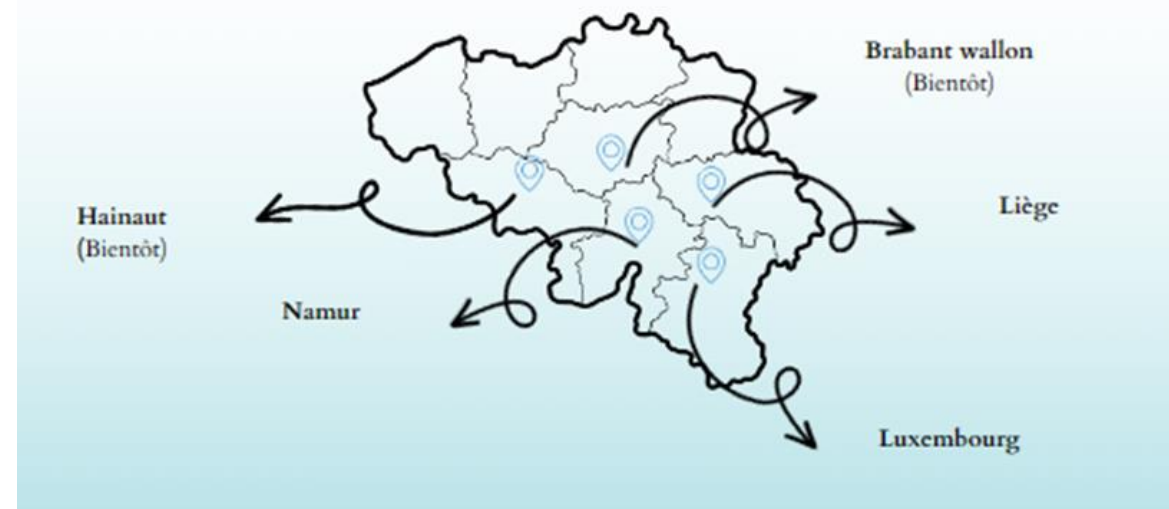 Brabant wallon
(Bientôt)
Hainaut
(Bientôt)
Liège
Namur
Luxembourg